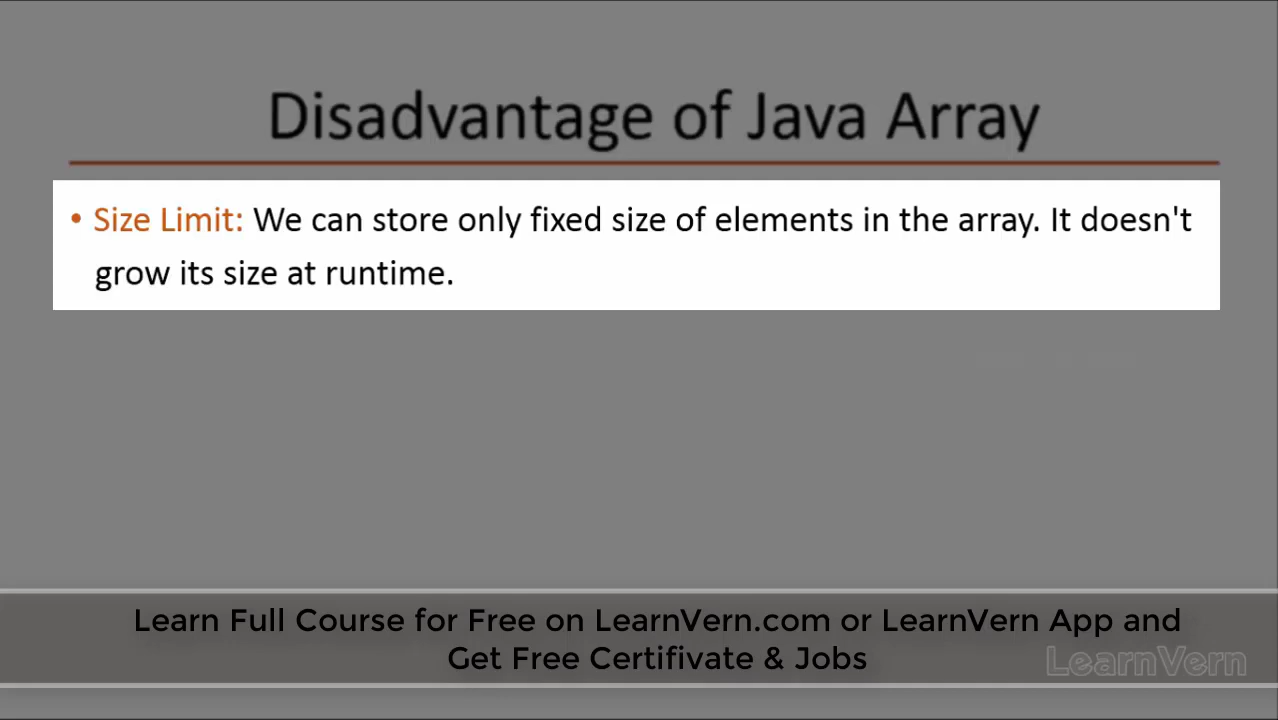 Disadvantage of Java Array
• Size Limit: We can store only fixed size of elements in the array. It doesn't
grow its size at runtime.
Learn Full Course for Free on LearnVern.com or LearnVern App and
Get Free Certifivate & Jobs
LearnVern